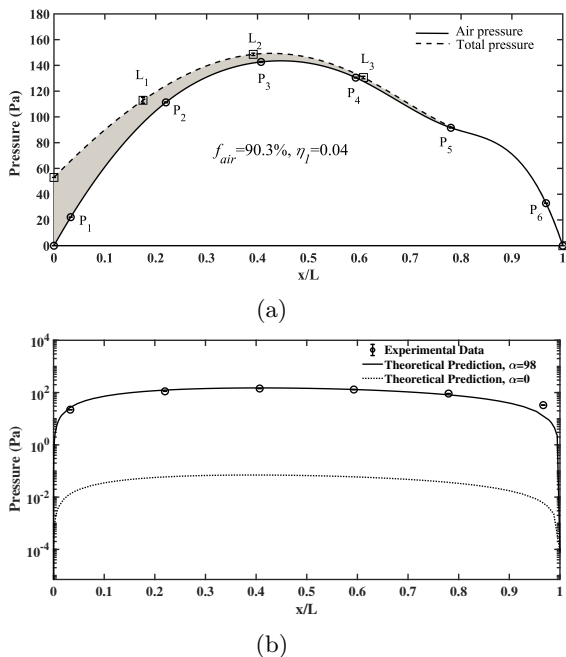 180
160
140
120
100
80
60
40
20
0
Pressure (Pa)
Air pressure
Total pressure
L1
L2
L3
P1
P2
P3
P4
P5
P6
f_air=90.3%, η_l=0.04
0 0.1 0.2 0.3 0.4 0.5 0.6 0.7 0.8 0.9 1
x/L
(a)
10^4
10^2
10^0
10^-2
10^-4
Pressure (Pa)
Experimental Data
Theoretical Prediction, α=98
Theoretical Prediction, α=0
0 0.1 0.2 0.3 0.4 0.5 0.6 0.7 0.8 0.9 1
x/L
(b)